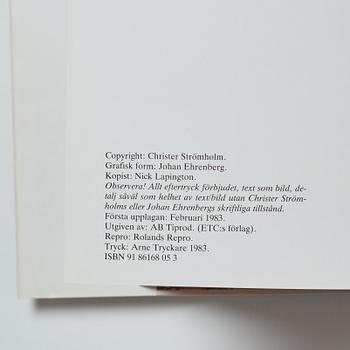 Copyright: Christer Strömholm.
Grafisk form: Johan Ehrenberg.
Kopist: Nick Lapington.
Observera! Allt eftertryck förbjudet, text som bild, de-
talj såväl som helhet av text/bild utan Christer Ström-
holms eller Johan Ehrenbergs skriftliga tillstånd.
Första upplagan: Februari 1983.
Utgiven av: AB Tiprod. (ETC:s förlag).
Repro: Rolands Repro.
Tryck: Arne Tryckare 1983.
ISBN 91 86168 05 3